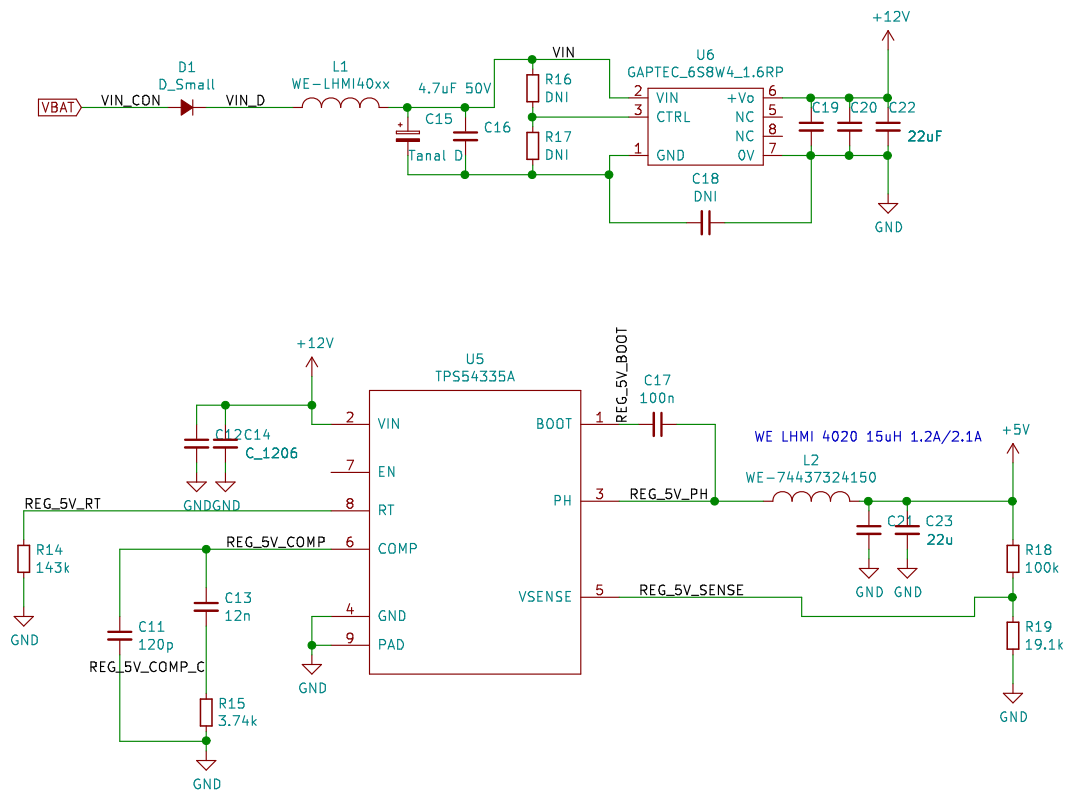 +12V
D1
D_Small
L1
WE-LHMI40xx
U6
GAPTEC_6S8W4_1.6RP
VBAT
VIN_CON
VIN_D
4.7uF 50V
VIN
R16
DNI
2
VIN
+Vo
6
C19
C20
C22
C15
C16
3
CTRL
NC
5
+
NC
8
22uF
R17
DNI
Tanal D
1
GND
0V
7
C18
DNI
GND
+12V
U5
TPS54335A
REG_5V_BOOT
C17
100n
2
VIN
BOOT
1
C12
C14
C_1206
WE LHMI 4020 15uH 1.2A/2.1A
+5V
7
EN
L2
WE-74437324150
GND
GND
REG_5V_RT
8
RT
PH
3
REG_5V_PH
C21
C23
22u
REG_5V_COMP
6
COMP
R14
143k
R18
100k
GND
GND
C13
12n
5
VSENSE
REG_5V_SENSE
4
GND
C11
120p
GND
9
PAD
R19
19.1k
REG_5V_COMP_C
GND
R15
3.74k
GND
GND